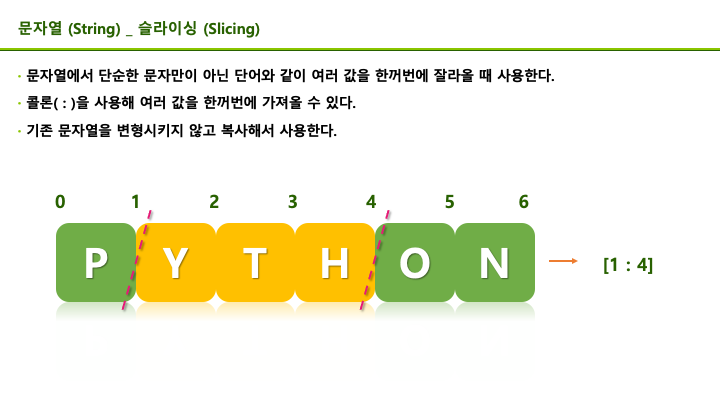 문자열 (String) _ 슬라이싱 (Slicing)
· 문자열에서 단순한 문자만이 아닌 단어와 같이 여러 값을 한꺼번에 잘라올 때 사용한다.
· 콜론( : )을 사용해 여러 값을 한꺼번에 가져올 수 있다.
· 기존 문자열을 변형시키지 않고 복사해서 사용한다.
0 1 2 3 4 5 6
P Y T H O N
[1 : 4]